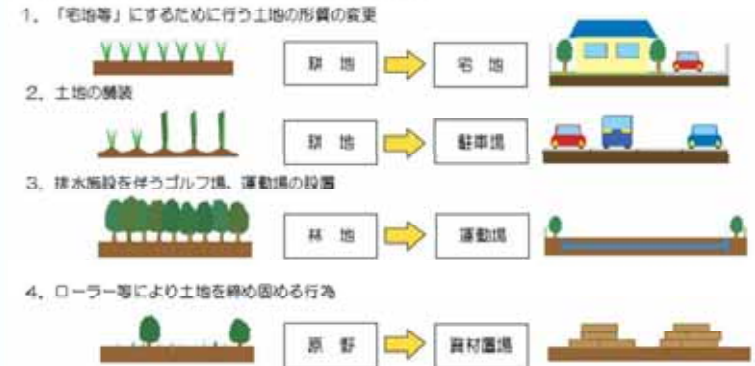 1．「宅地等」にするために行う土地の形質の変更
耕 地
宅 地
2．土地の舗装
耕 地
駐車場
3．排水施設を伴うゴルフ場、運動場の設置
林 地
運動場
4．ローラー等により土地を締め固める行為
原 野
資材置場